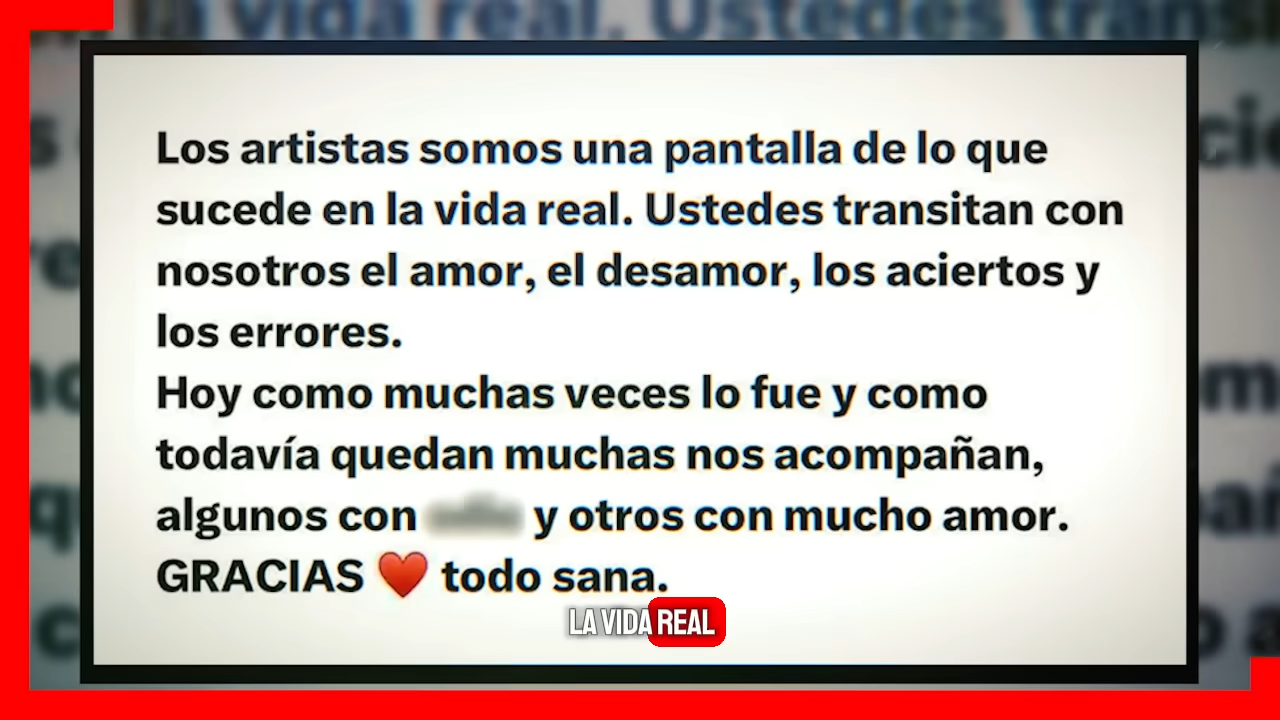 Los artistas somos una pantalla de lo que
sucede en la vida real. Ustedes transitan con
nosotros el amor, el desamor, los aciertos y
los errores.
Hoy como muchas veces lo fue y como
todavía quedan muchas nos acompañan,
algunos con y otros con mucho amor.
GRACIAS ❤️ todo sana.
LA VIDA REAL